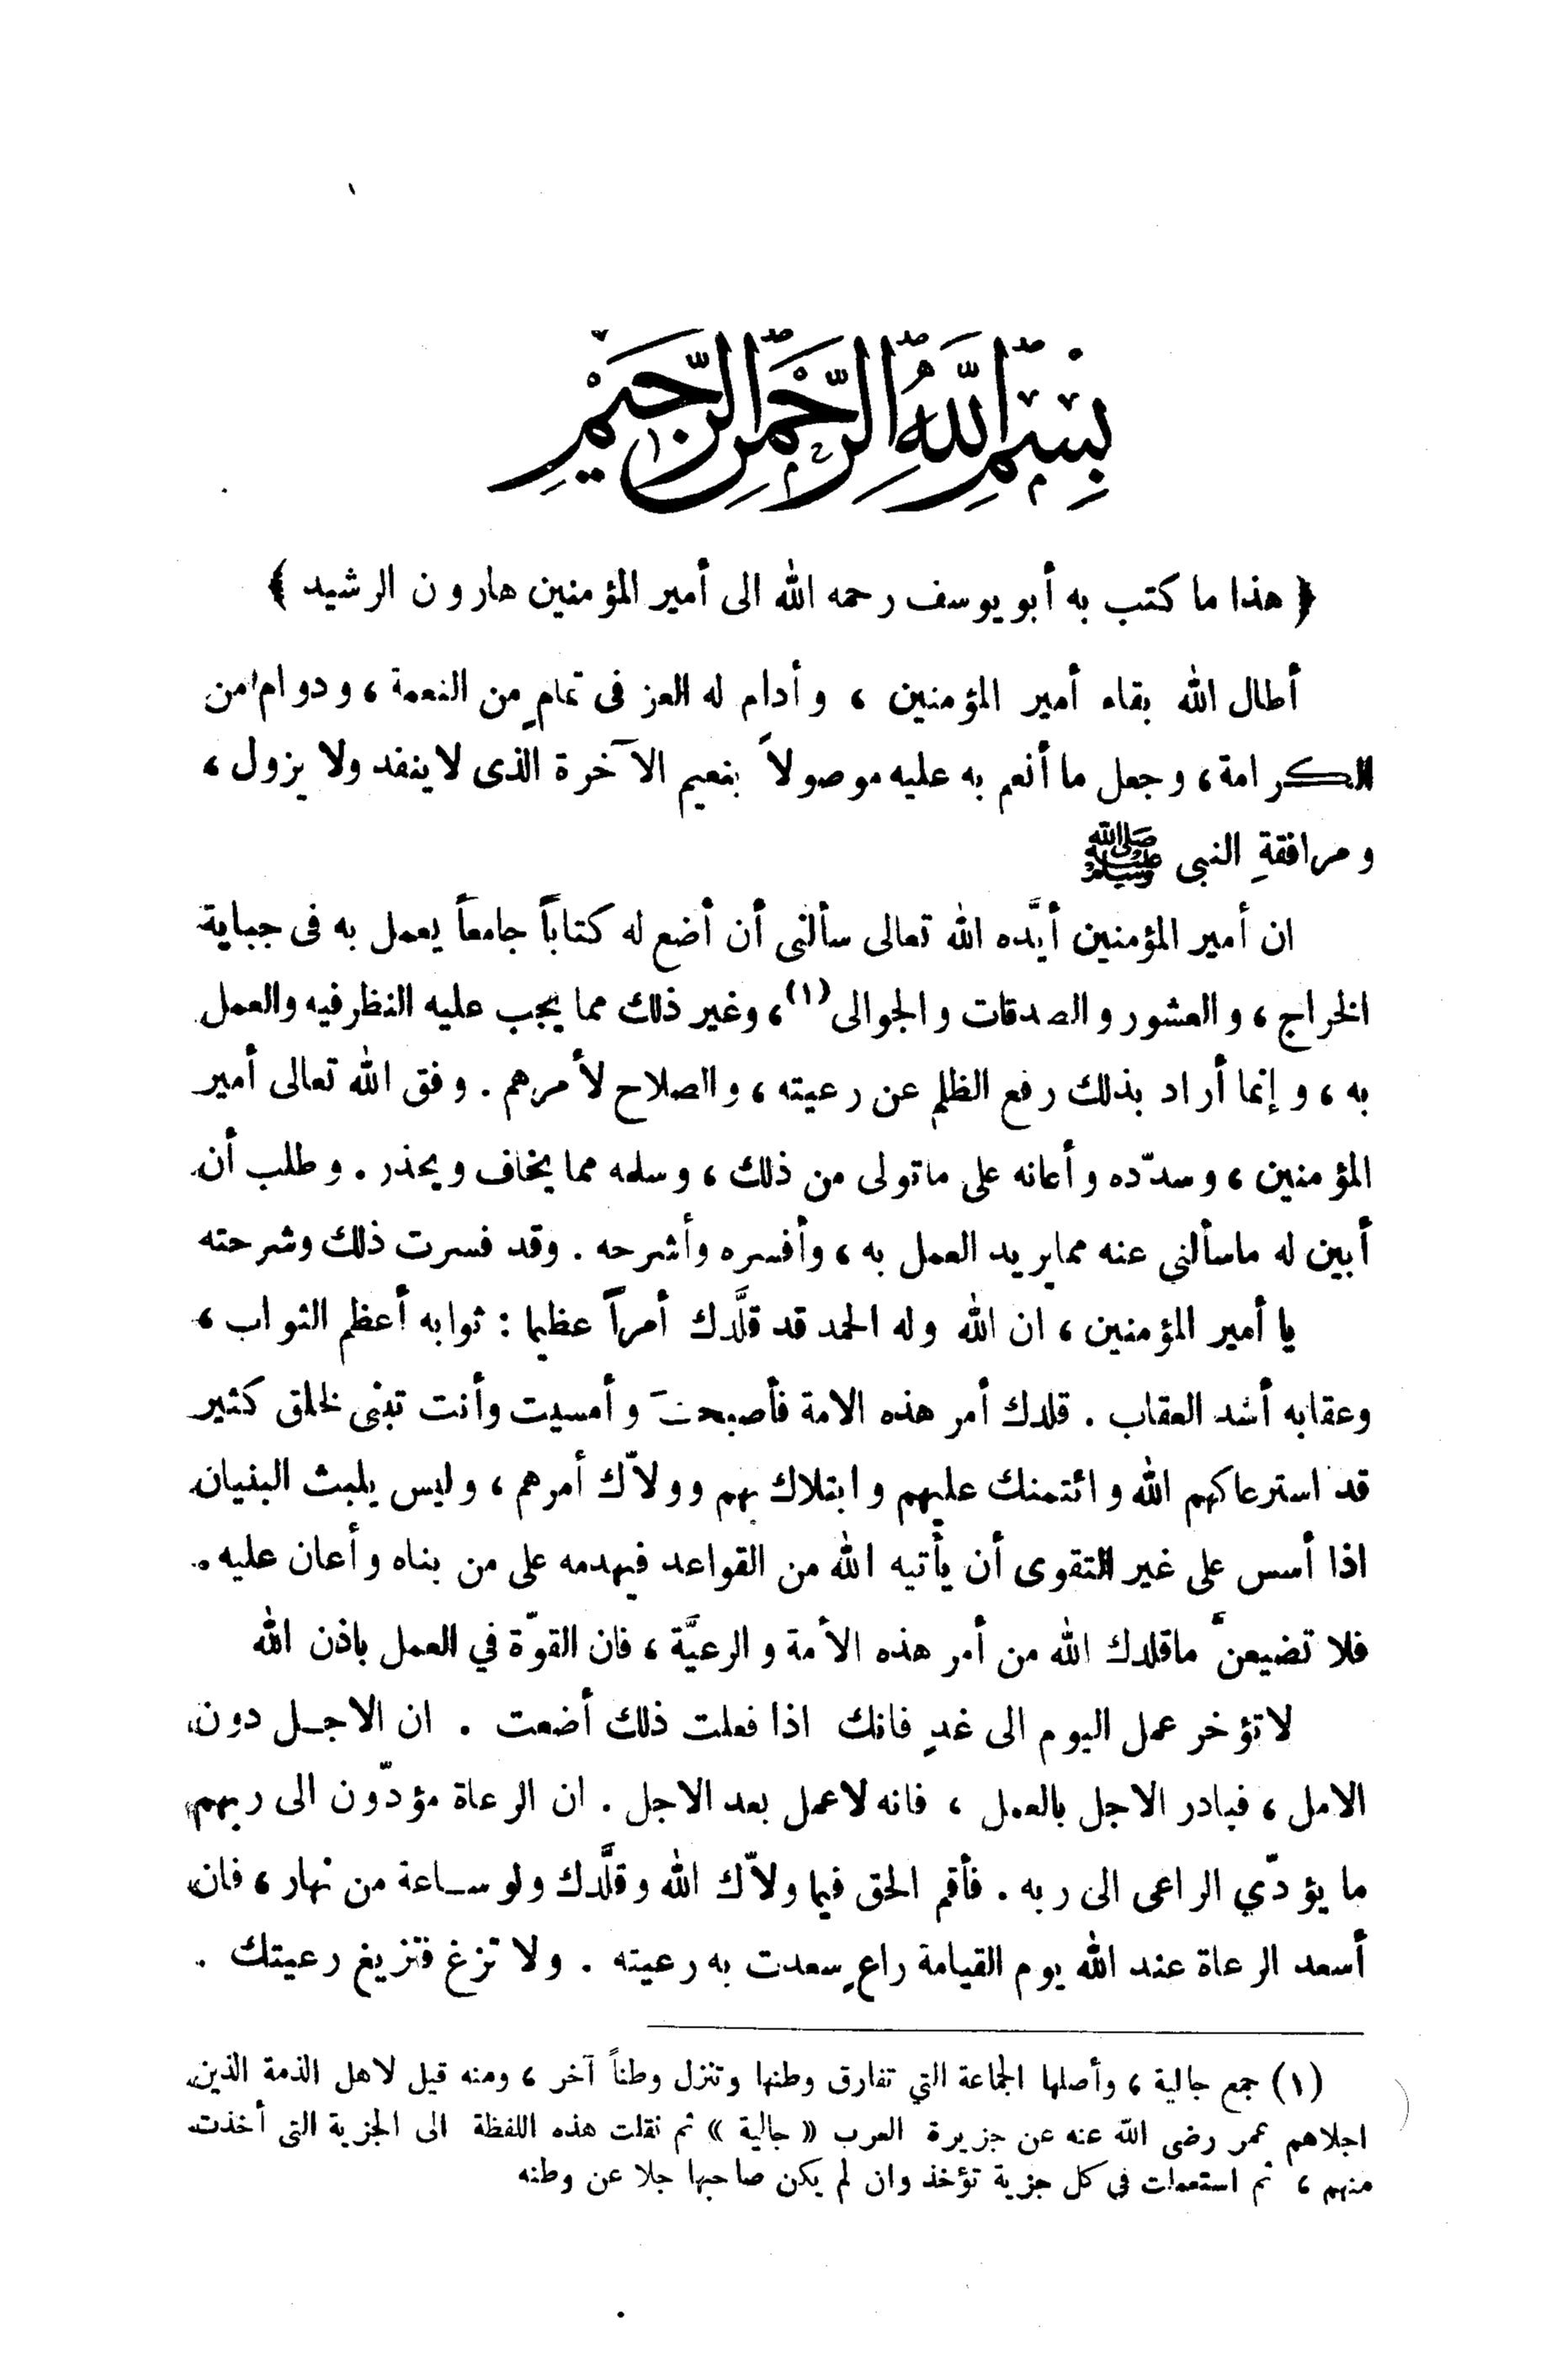 بِسْمِ اللَّهِ الرَّحْمَنِ الرَّحِيمِ
﴿ هذا ما كتب به أبو يوسف رحمه الله الى أمير المؤمنين هارون الرشيد ﴾
أطال الله بقاء أمير المؤمنين ، وأدام له العز فى تمامٍ من النعمة ، ودوام من
الكرامة ، وجعل ما أنعم به عليه موصولاً بنعيم الآخرة الذى لا ينفد ولا يزول ،
ومرافقةِ النبى ﷺ
ان أمير المؤمنين أيَّده الله تعالى سألنى أن أضع له كتاباً جامعاً يعمل به فى جباية
الخراج ، والعشور والصدقات والجوالى (١) ، وغير ذلك مما يجب عليه النظر فيه والعمل
به ، وإنما أراد بذلك رفع الظلم عن رعيته ، والصلاح لأمرهم . وفق الله تعالى أمير
المؤمنين ، وسدّده وأعانه على ماتولى من ذلك ، وسلمه مما يخاف ويحذر . وطلب أن
أبين له ماسألني عنه مما يريد العمل به ، وأفسره وأشرحه . وقد فسرت ذلك وشرحته
يا أمير المؤمنين ، ان الله وله الحمد قد قلَّدك أمراً عظيما : ثوابه أعظم الثواب ،
وعقابه أشد العقاب . قلدك أمر هذه الامة فأصبحتَ وأمسيت وأنت تبنى لخلق كثير
قد استرعاكهم الله وائتمنك عليهم وابتلاك بهم وولاّك أمرهم ، وليس يلبث البنيان
اذا أسس على غير التقوى أن يأتيه الله من القواعد فيهدمه على من بناه وأعان عليه .
فلا تضيعنّ ماقلدك الله من أمر هذه الأمة والرعيَّة ، فان القوّة في العمل باذن الله
لاتؤخر عمل اليوم الى غدٍ فانك اذا فعلت ذلك أضعت . ان الاجـل دون
الامل ، فبادر الاجل بالعمل ، فانه لاعمل بعد الاجل . ان الرعاة مؤدّون الى ربهم
ما يؤدّي الراعى الى ربه . فأقم الحق فيما ولاّك الله وقلَّدك ولو سـاعة من نهار ، فان
أسعد الرعاة عند الله يوم القيامة راعٍ سعدت به رعيته . ولا تزغ فتزيغ رعيتك .
(١) جمع جالية ، وأصلها الجماعة التي تفارق وطنها وتنزل وطناً آخر ، ومنه قيل لاهل الذمة الذين
اجلاهم عمر رضى الله عنه عن جزيرة العرب « جالية » ثم نقلت هذه اللفظة الى الجزية التى أخذت
منهم ، ثم استعملت في كل جزية تؤخذ وان لم يكن صاحبها جلا عن وطنه